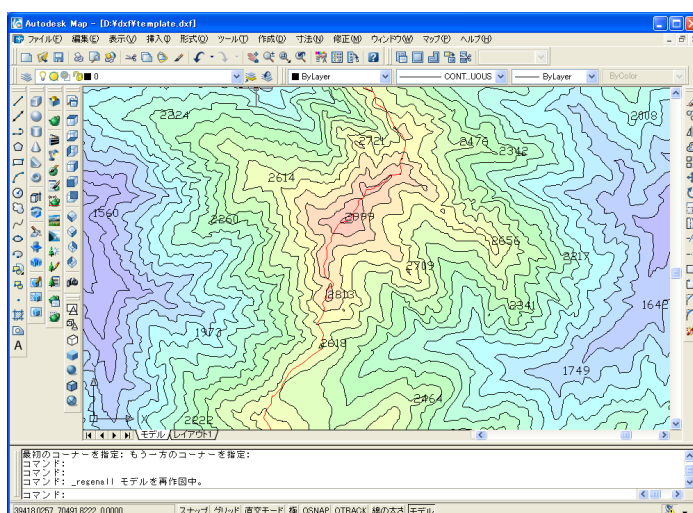 Autodesk Map - [D:¥dxf¥template.dxf]
ファイル(F) 編集(E) 表示(V) 挿入(I) 形式(O) ツール(T) 作成(D) 寸法(N) 修正(M) ウィンドウ(W) マップ(P) ヘルプ(H)
0 ByLayer CONT...UOUS ByLayer ByColor
2224 2721 2476 2342 2008
2614
1560 2260 2999
2656
2709 2217
2813 2341 1642
1973
2618
1749
2464
2222
X
モデル レイアウト1
最初のコーナーを指定: もう一方のコーナーを指定:
コマンド:
コマンド:
コマンド: _regenall モデルを再作図中。
コマンド:
39418.0257, 70491.8222, 0.0000 スナップ グリッド 直交モード 極 OSNAP OTRACK 線の太さ モデル
A